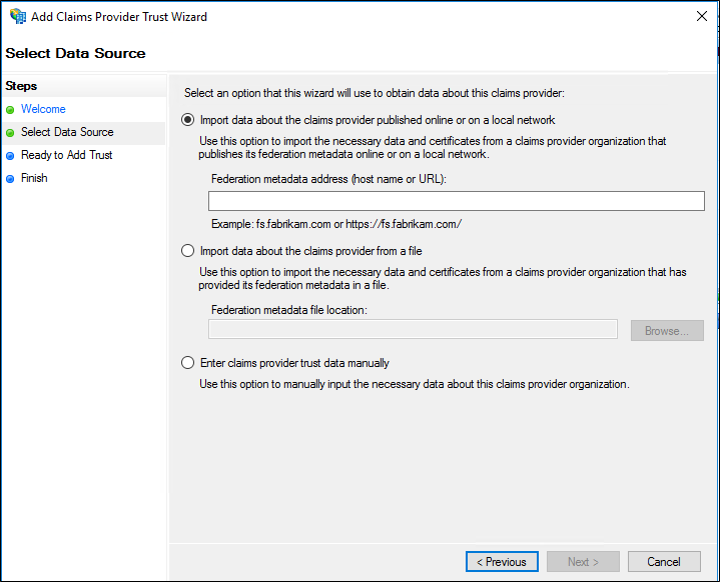 Add Claims Provider Trust Wizard
Select Data Source
Steps
Welcome
Select Data Source
Ready to Add Trust
Finish
Select an option that this wizard will use to obtain data about this claims provider:
Import data about the claims provider published online or on a local network
Use this option to import the necessary data and certificates from a claims provider organization that
publishes its federation metadata online or on a local network.
Federation metadata address (host name or URL):
Example: fs.fabrikam.com or https://fs.fabrikam.com/
Import data about the claims provider from a file
Use this option to import the necessary data and certificates from a claims provider organization that has
provided its federation metadata in a file.
Federation metadata file location:
Browse...
Enter claims provider trust data manually
Use this option to manually input the necessary data about this claims provider organization.
< Previous
Next >
Cancel